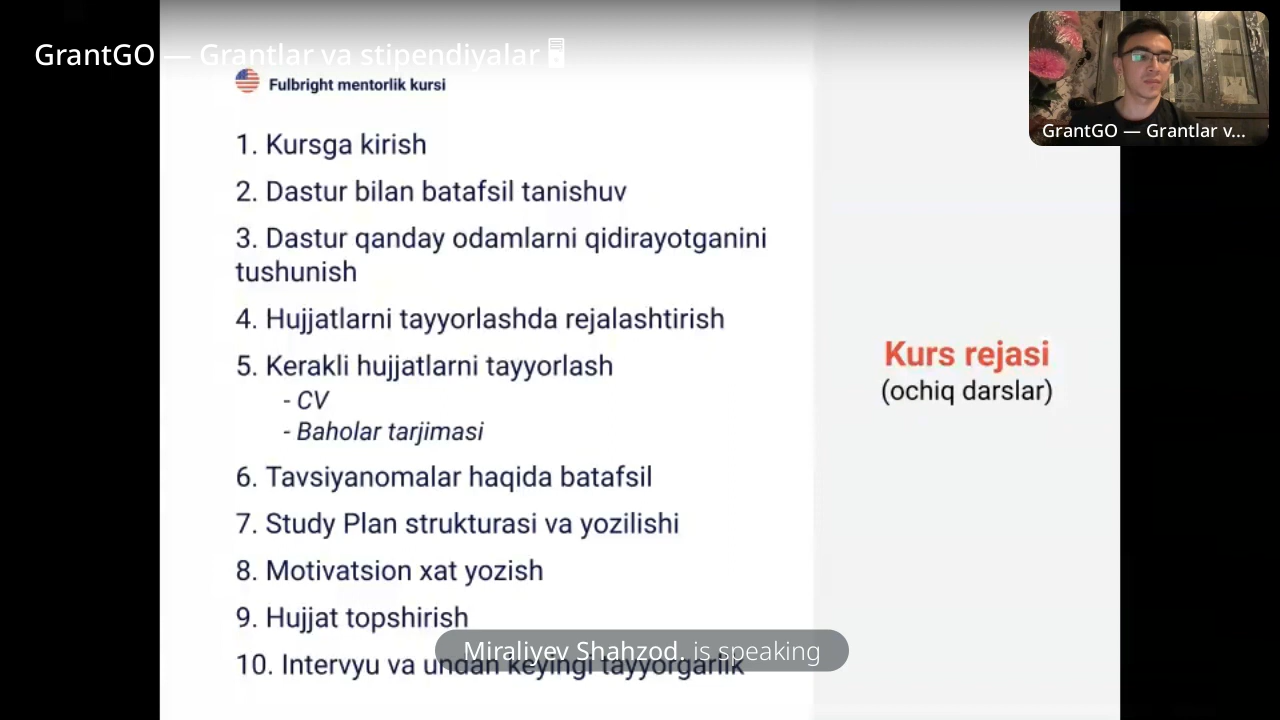 GrantGO — Grantlar va stipendiyalar
Fulbright mentorlik kursi
1. Kursga kirish
2. Dastur bilan batafsil tanishuv
3. Dastur qanday odamlarni qidirayotganini
tushunish
4. Hujjatlarni tayyorlashda rejalashtirish
5. Kerakli hujjatlarni tayyorlash
- CV
- Baholar tarjimasi
6. Tavsiyanomalar haqida batafsil
7. Study Plan strukturasi va yozilishi
8. Motivatsion xat yozish
9. Hujjat topshirish
10. Intervyu va undan keyingi tayyorgarlik
Miraliyev Shahzod. is speaking
Kurs rejasi
(ochiq darslar)
GrantGO — Grantlar v...